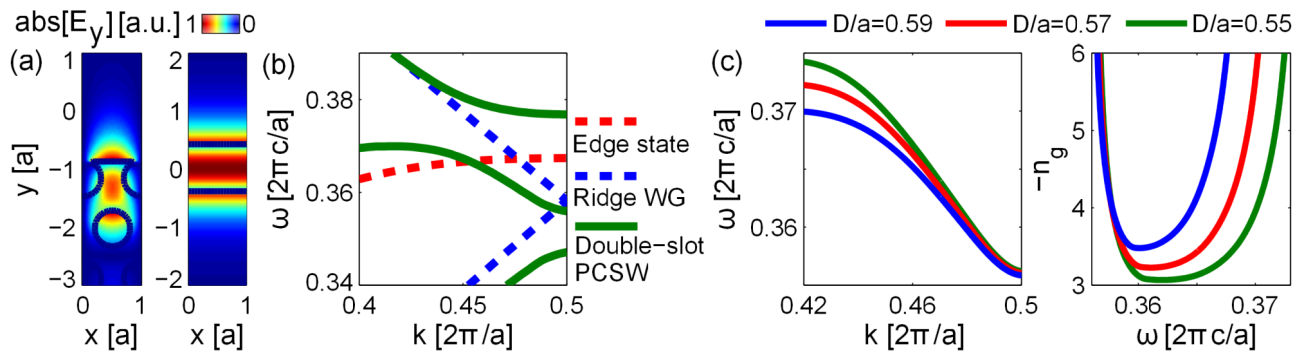 abs[E_y] [a.u.] 1 0
D/a=0.59 D/a=0.57 D/a=0.55
(a)
1
0
−1
−2
−3
y [a]
0 1
x [a]
2
1
0
−1
−2
0 1
x [a]
(b)
0.38
0.36
0.34
ω [2π c/a]
0.4 0.45 0.5
k [2π /a]
Edge state
Ridge WG
Double-slot
PCSW
(c)
0.37
0.36
ω [2π c/a]
0.42 0.46 0.5
k [2π /a]
6
5
4
3
−n_g
0.36 0.37
ω [2π c/a]